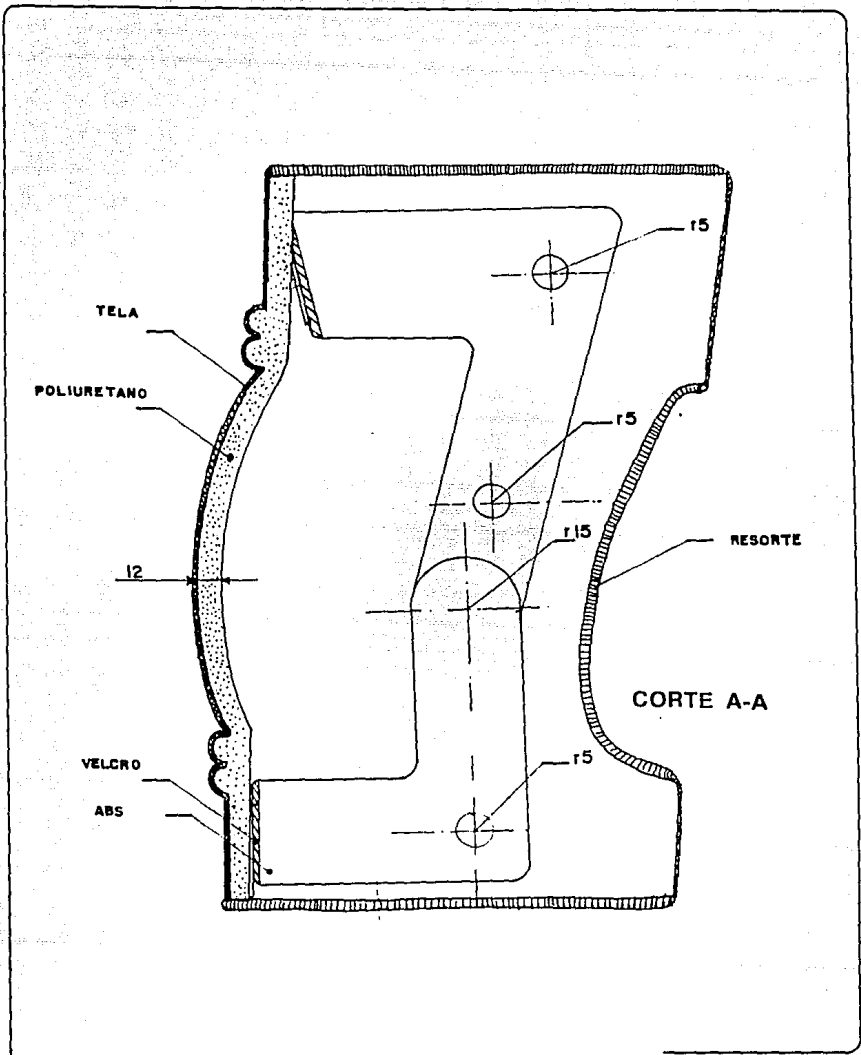 r5
TELA
POLIURETANO
r5
r15
RESORTE
12
CORTE A-A
VELCRO
r5
ABS